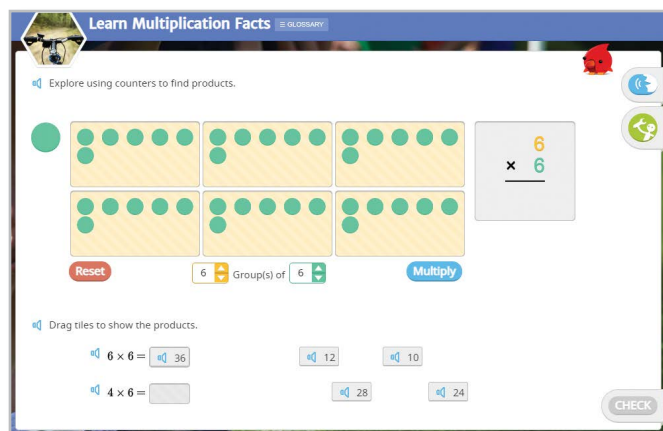 Learn Multiplication Facts ≡ GLOSSARY
Explore using counters to find products.
6
× 6
Reset 6 Group(s) of 6 Multiply
Drag tiles to show the products.
6 × 6 = 36 12 10
4 × 6 = 28 24
CHECK